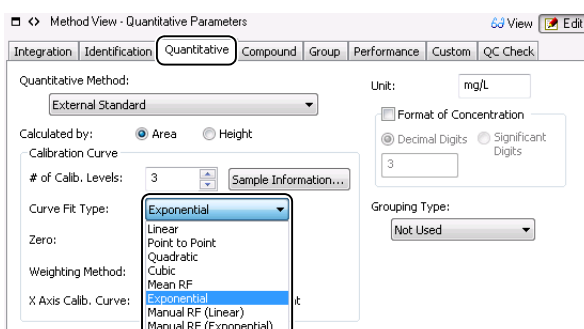 Method View - Quantitative Parameters
View Edit
Integration Identification Quantitative Compound Group Performance Custom QC Check
Quantitative Method:
External Standard
Unit: mg/L
Format of Concentration
Decimal Digits Significant Digits
3
Calculated by: Area Height
Calibration Curve
# of Calib. Levels: 3 Sample Information...
Curve Fit Type: Exponential
Grouping Type:
Not Used
Linear
Zero: Point to Point
Quadratic
Weighting Method: Cubic
Mean RF
X Axis Calib. Curve: Exponential
Manual RF (Linear)
Manual RF (Exponential)